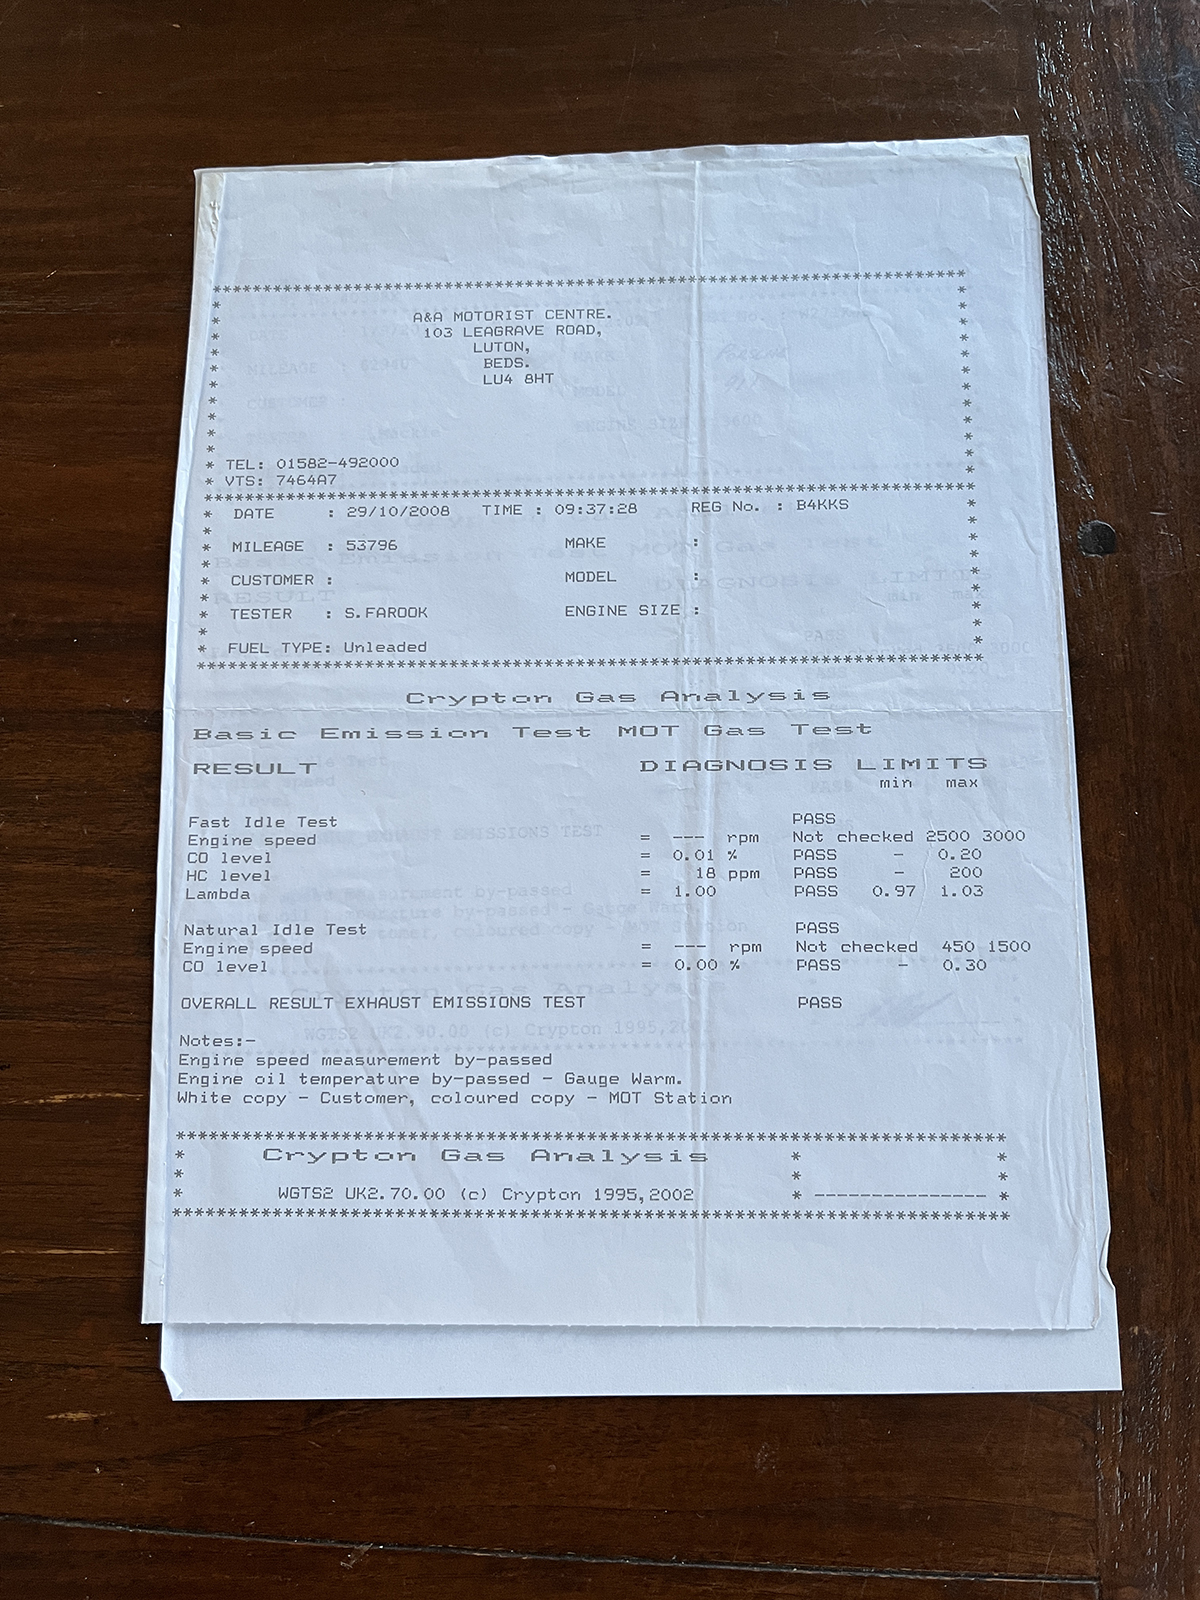 A&A MOTORIST CENTRE.
103 LEAGRAVE ROAD,
LUTON,
BEDS.
LU4 8HT
TEL: 01582-492000
VTS: 7464A7
DATE : 29/10/2008 TIME : 09:37:28 REG No. : B4KKS
MILEAGE : 53796 MAKE :
CUSTOMER : MODEL :
TESTER : S.FAROOK ENGINE SIZE :
FUEL TYPE: Unleaded
Crypton Gas Analysis
Basic Emission Test MOT Gas Test
RESULT DIAGNOSIS LIMITS
min max
Fast Idle Test PASS
Engine speed = --- rpm Not checked 2500 3000
CO level = 0.01 % PASS - 0.20
HC level = 18 ppm PASS - 200
Lambda = 1.00 PASS 0.97 1.03
Natural Idle Test PASS
Engine speed = --- rpm Not checked 450 1500
CO level = 0.00 % PASS - 0.30
OVERALL RESULT EXHAUST EMISSIONS TEST PASS
Notes:-
Engine speed measurement by-passed
Engine oil temperature by-passed - Gauge Warm.
White copy - Customer, coloured copy - MOT Station
Crypton Gas Analysis
WGTS2 UK2.70.00 (c) Crypton 1995,2002